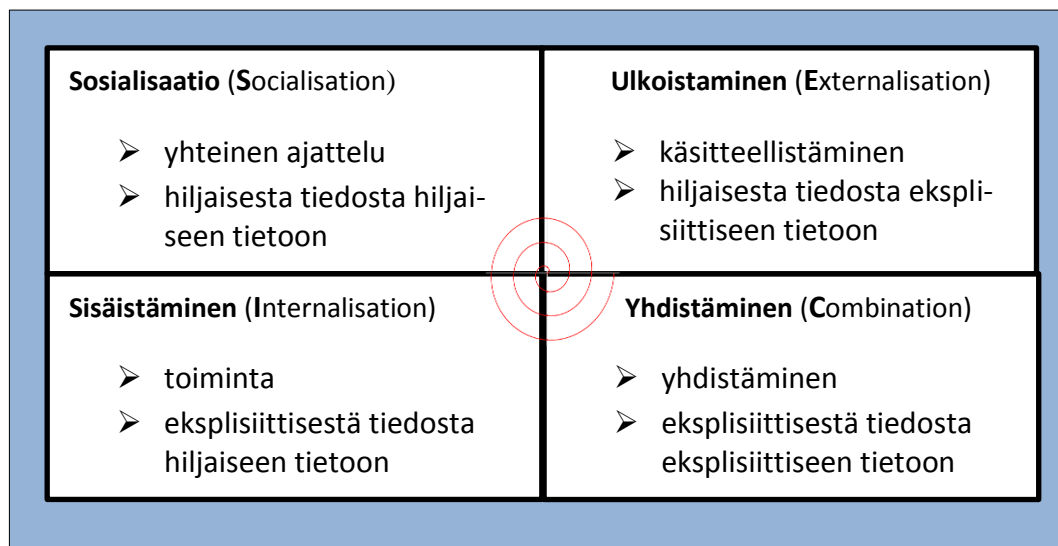 Sosialisaatio (Socialisation)
➢ yhteinen ajattelu
➢ hiljaisesta tiedosta hiljai-
seen tietoon
Ulkoistaminen (Externalisation)
➢ käsitteellistäminen
➢ hiljaisesta tiedosta ekspli-
siittiseen tietoon
Sisäistäminen (Internalisation)
➢ toiminta
➢ eksplisiittisestä tiedosta
hiljaiseen tietoon
Yhdistäminen (Combination)
➢ yhdistäminen
➢ eksplisiittisestä tiedosta
eksplisiittiseen tietoon